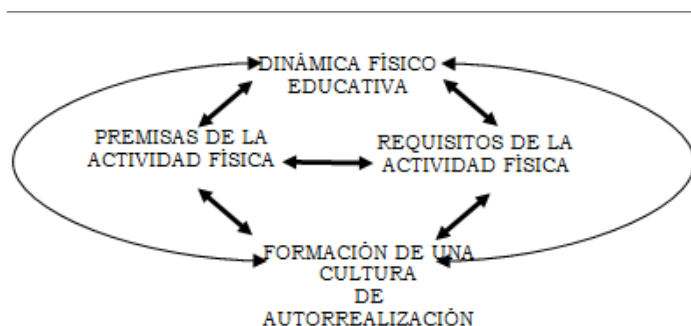 DINÁMICA FÍSICO
EDUCATIVA
PREMISAS DE LA
ACTIVIDAD FÍSICA
REQUISITOS DE LA
ACTIVIDAD FÍSICA
FORMACIÓN DE UNA
CULTURA
DE
AUTORREALIZACIÓN